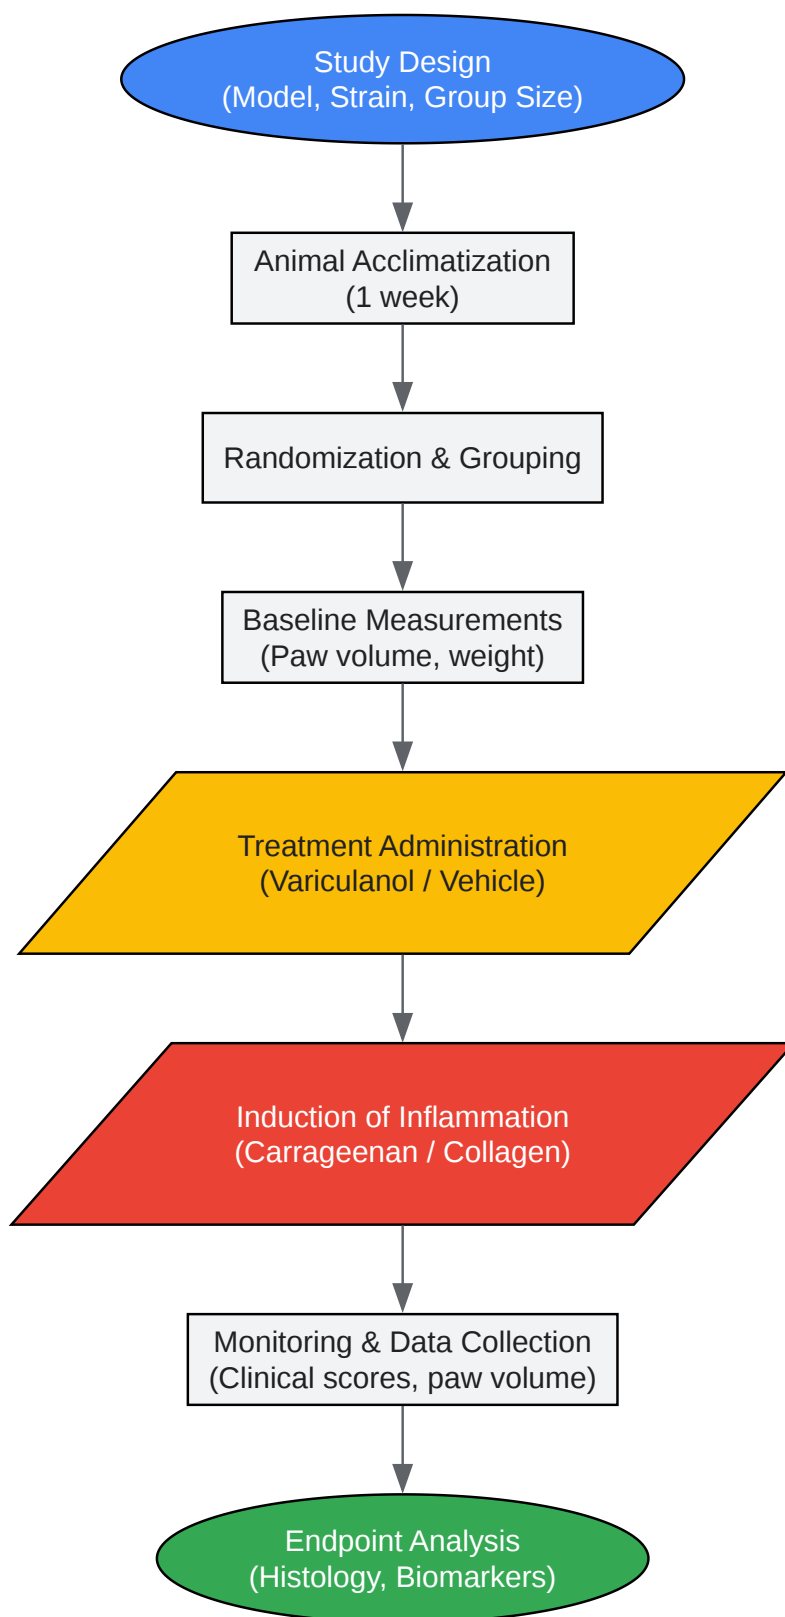 Study Design
(Model, Strain, Group Size)
Animal Acclimatization
(1 week)
Randomization & Grouping
Baseline Measurements
(Paw volume, weight)
Treatment Administration
(Variculanol / Vehicle)
Induction of Inflammation
(Carrageenan / Collagen)
Monitoring & Data Collection
(Clinical scores, paw volume)
Endpoint Analysis
(Histology, Biomarkers)